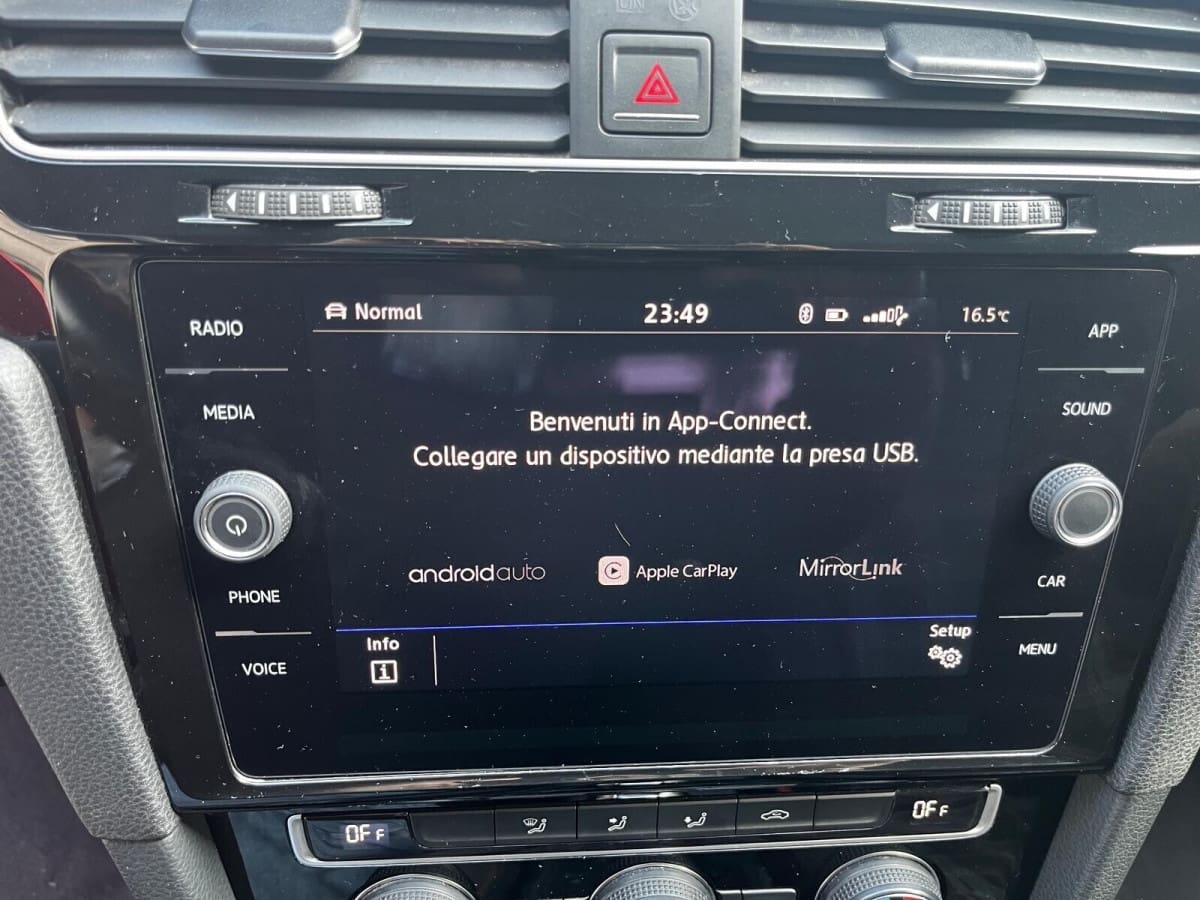 Normal 23:49 16.5℃
RADIO
MEDIA
PHONE
VOICE
APP
SOUND
CAR
MENU
Benvenuti in App-Connect.
Collegare un dispositivo mediante la presa USB.
androidauto Apple CarPlay MirrorLink
Info Setup
i
OFF OFF